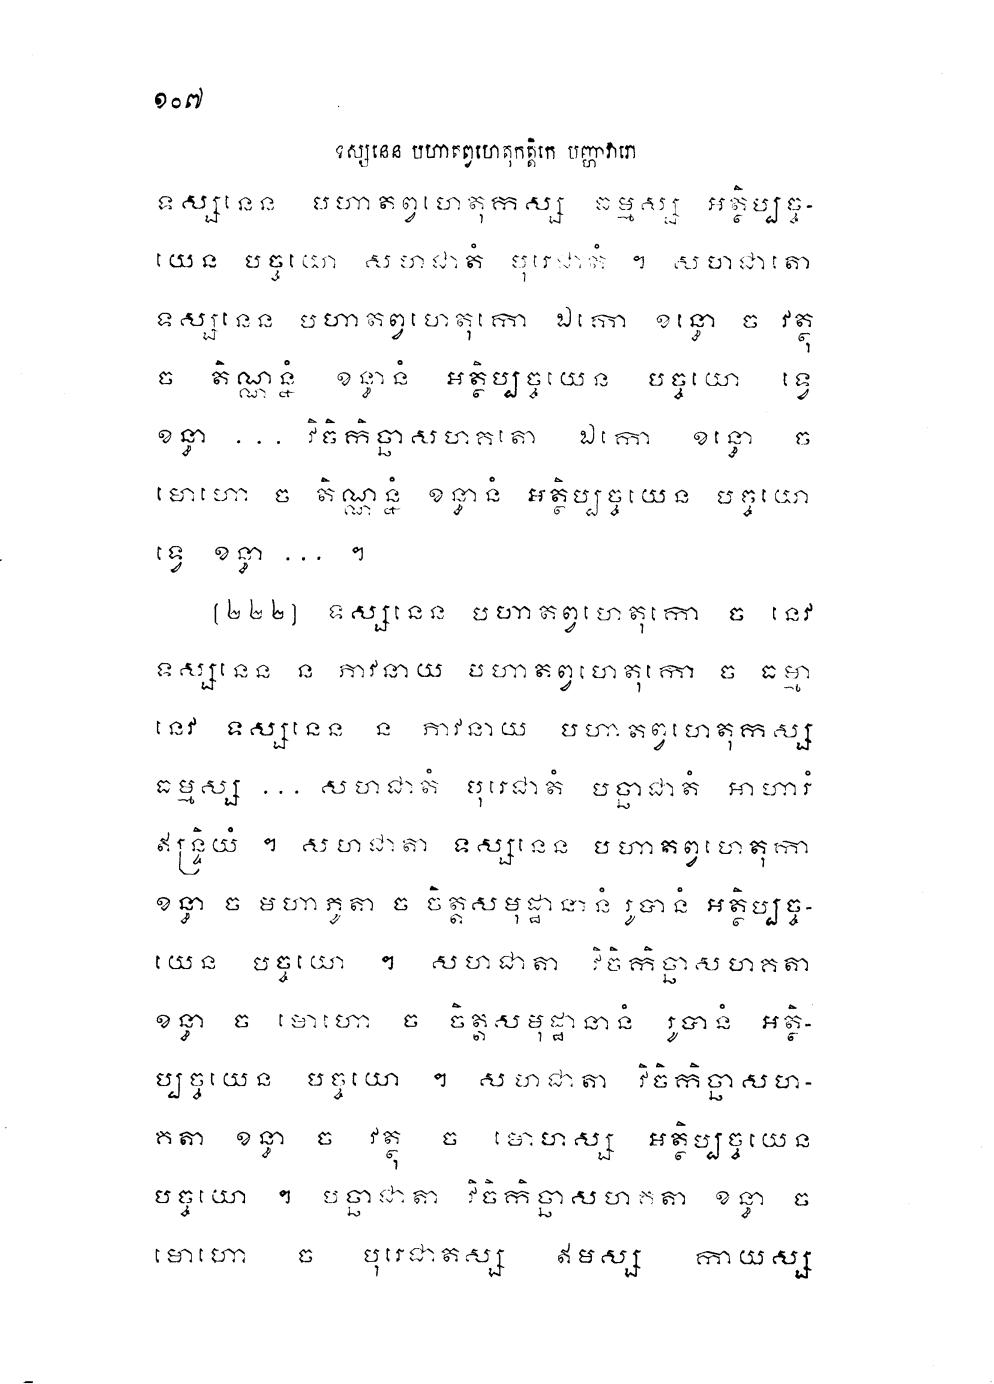 ១០៧
ទស្សនេន បហាតព្វហេតុកត្តិកេ បញ្ហាវារោ
ទស្សនេន បហាតព្វហេតុកស្ស ធម្មស្ស អត្ថិប្បច្ច-
យេន បច្ចយោ សហជាតំ បុរេជាតំ ។ សហជាតោ
ទស្សនេន បហាតព្វហេតុកោ ឯកោ ខន្ធោ ច វត្ថុ
ច តិណ្ណន្នំ ខន្ធានំ អត្ថិប្បច្ចយេន បច្ចយោ ទ្វេ
ខន្ធា ... វិចិកិច្ឆាសហគតោ ឯកោ ខន្ធោ ច
មោហោ ច តិណ្ណន្នំ ខន្ធានំ អត្ថិប្បច្ចយេន បច្ចយោ
ទ្វេ ខន្ធា ... ។
[២២២] ទស្សនេន បហាតព្វហេតុកោ ច នេវ
ទស្សនេន ន ភាវនាយ បហាតព្វហេតុកោ ច ធម្មា
នេវ ទស្សនេន ន ភាវនាយ បហាតព្វហេតុកស្ស
ធម្មស្ស ... សហជាតំ បុរេជាតំ បច្ឆាជាតំ អាហារំ
ឥន្ទ្រិយំ ។ សហជាតា ទស្សនេន បហាតព្វហេតុកា
ខន្ធា ច មហាភូតា ច ចិត្តសមុដ្ឋានានំ រូបានំ អត្ថិប្បច្ច-
យេន បច្ចយោ ។ សហជាតា វិចិកិច្ឆាសហគតា
ខន្ធា ច មោហោ ច ចិត្តសមុដ្ឋានានំ រូបានំ អត្ថិ-
ប្បច្ចយេន បច្ចយោ ។ សហជាតា វិចិកិច្ឆាសហ-
គតា ខន្ធា ច វត្ថុ ច មោហស្ស អត្ថិប្បច្ចយេន
បច្ចយោ ។ បច្ឆាជាតា វិចិកិច្ឆាសហគតា ខន្ធា ច
មោហោ ច បុរេជាតស្ស ឥមស្ស កាយស្ស